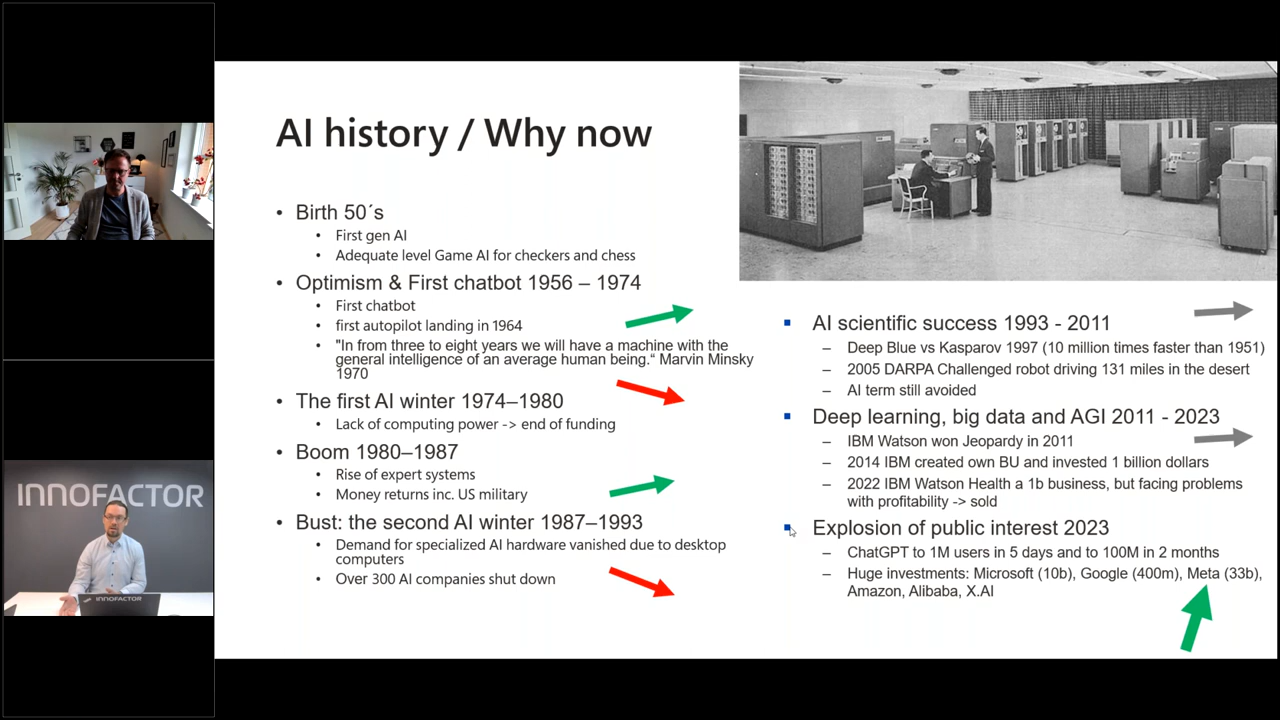 AI history / Why now
• Birth 50´s
• First gen AI
• Adequate level Game AI for checkers and chess
• Optimism & First chatbot 1956 – 1974
• First chatbot
• first autopilot landing in 1964
• "In from three to eight years we will have a machine with the
general intelligence of an average human being.“ Marvin Minsky
1970
• The first AI winter 1974–1980
• Lack of computing power -> end of funding
• Boom 1980–1987
• Rise of expert systems
• Money returns inc. US military
• Bust: the second AI winter 1987–1993
• Demand for specialized AI hardware vanished due to desktop
computers
• Over 300 AI companies shut down
▪ AI scientific success 1993 - 2011
– Deep Blue vs Kasparov 1997 (10 million times faster than 1951)
– 2005 DARPA Challenged robot driving 131 miles in the desert
– AI term still avoided
▪ Deep learning, big data and AGI 2011 - 2023
– IBM Watson won Jeopardy in 2011
– 2014 IBM created own BU and invested 1 billion dollars
– 2022 IBM Watson Health a 1b business, but facing problems
with profitability -> sold
▪ Explosion of public interest 2023
– ChatGPT to 1M users in 5 days and to 100M in 2 months
– Huge investments: Microsoft (10b), Google (400m), Meta (33b),
Amazon, Alibaba, X.AI
INNOFACTOR
INNOFACTOR